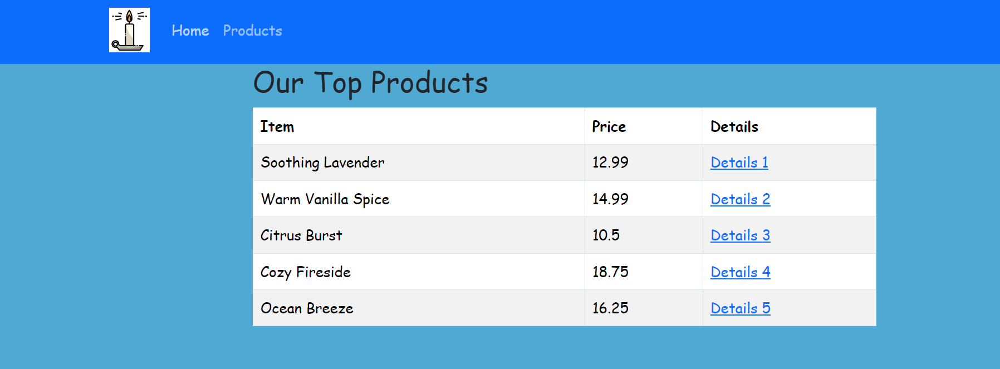 Home Products
Our Top Products
Item Price Details
Soothing Lavender 12.99 Details 1
Warm Vanilla Spice 14.99 Details 2
Citrus Burst 10.5 Details 3
Cozy Fireside 18.75 Details 4
Ocean Breeze 16.25 Details 5